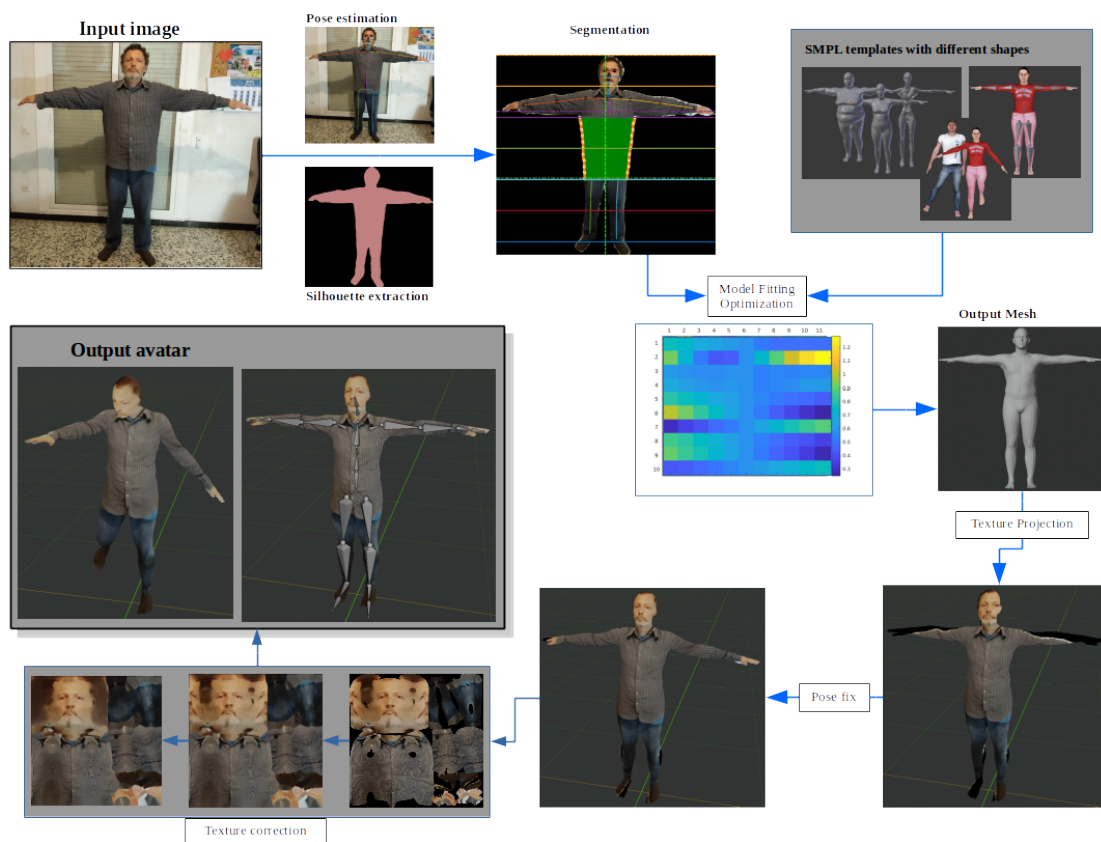 Input image
Pose estimation
Silhouette extraction
Segmentation
SMPL templates with different shapes
Model Fitting
Optimization
1 2 3 4 5 6 7 8 9 10 11
1
2
3
4
5
6
7
8
9
10
1.2
1.1
1
0.9
0.8
0.7
0.6
0.5
0.4
0.3
Output Mesh
Texture Projection
Pose fix
Texture correction
Output avatar